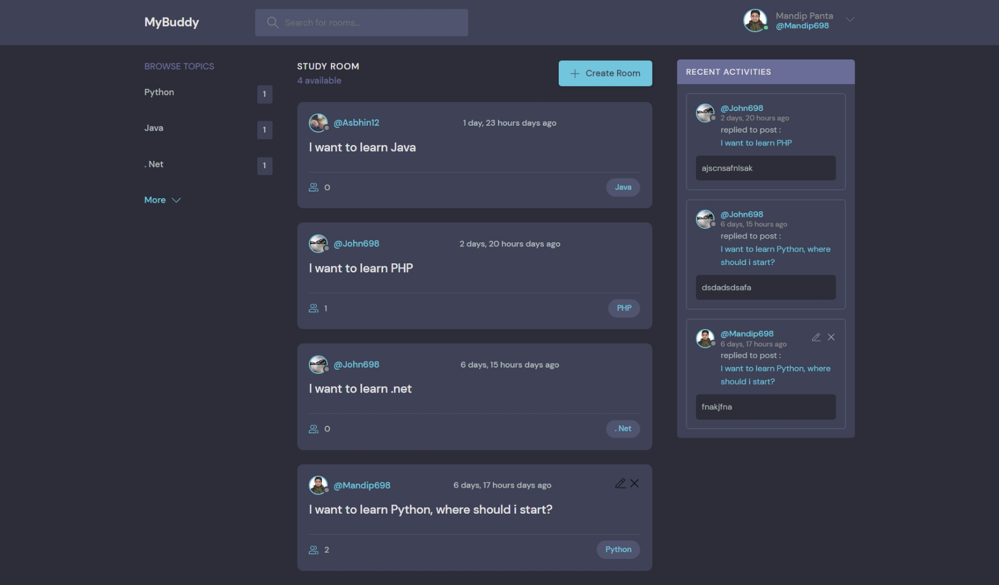 MyBuddy
Search for rooms...
Mandip Panta
@Mandip698
BROWSE TOPICS
Python 1
Java 1
. Net 1
More
STUDY ROOM
4 available
Create Room
@Asbhin12 1 day, 23 hours days ago
I want to learn Java
0 Java
@John698 2 days, 20 hours days ago
I want to learn PHP
1 PHP
@John698 6 days, 15 hours days ago
I want to learn .net
0 . Net
@Mandip698 6 days, 17 hours days ago
I want to learn Python, where should i start?
2 Python
RECENT ACTIVITIES
@John698
2 days, 20 hours ago
replied to post :
I want to learn PHP
ajscnsafnlsak
@John698
6 days, 15 hours ago
replied to post :
I want to learn Python, where
should i start?
dsdadsdsafa
@Mandip698
6 days, 17 hours ago
replied to post :
I want to learn Python, where
should i start?
fnakjfna